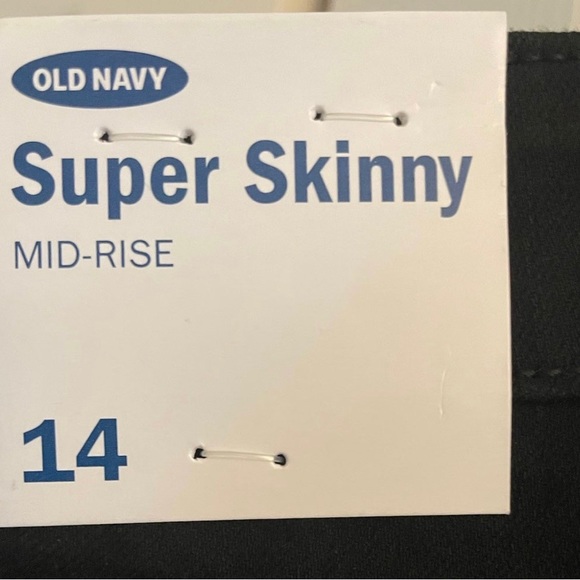 OLD NAVY
Super Skinny
MID-RISE
14